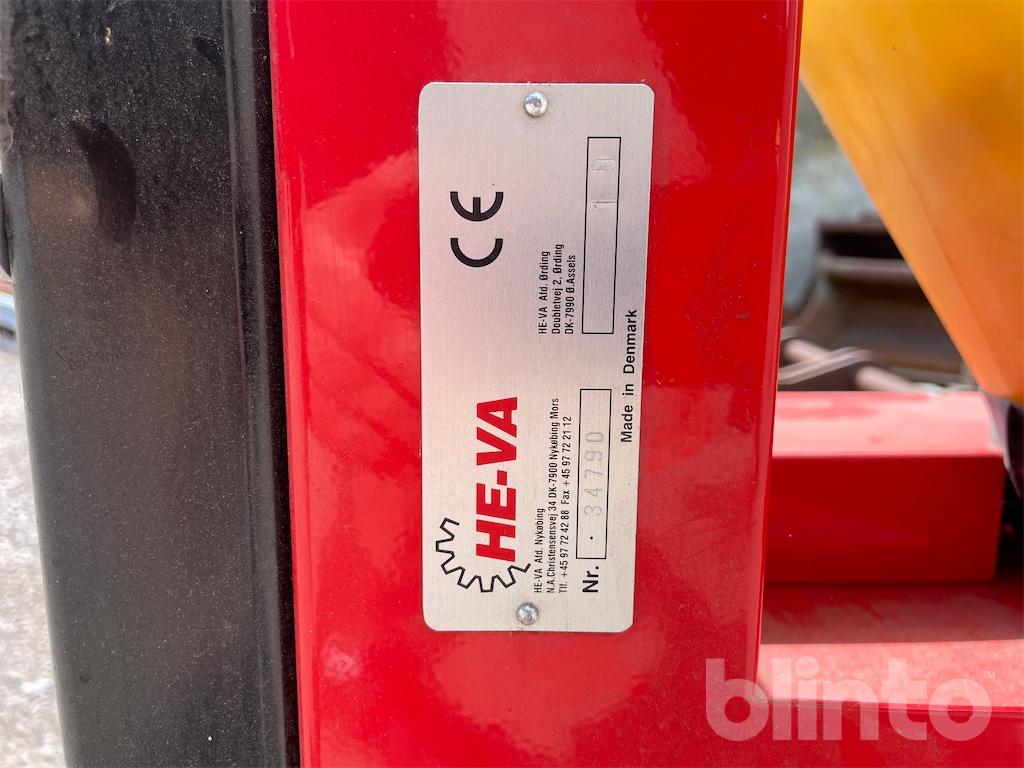 HE-VA
HE-VA Afd. Nykøbing
N.A.Christensensvej 34 DK-7900 Nykøbing Mors
Tlf. +45 97 72 42 88 Fax +45 97 72 21 12
HE-VA Afd. Ørding
Doubletvej 2, Ørding
DK-7990 Ø.Assels
CE
Nr. · 34790
19
Made in Denmark
blinto™